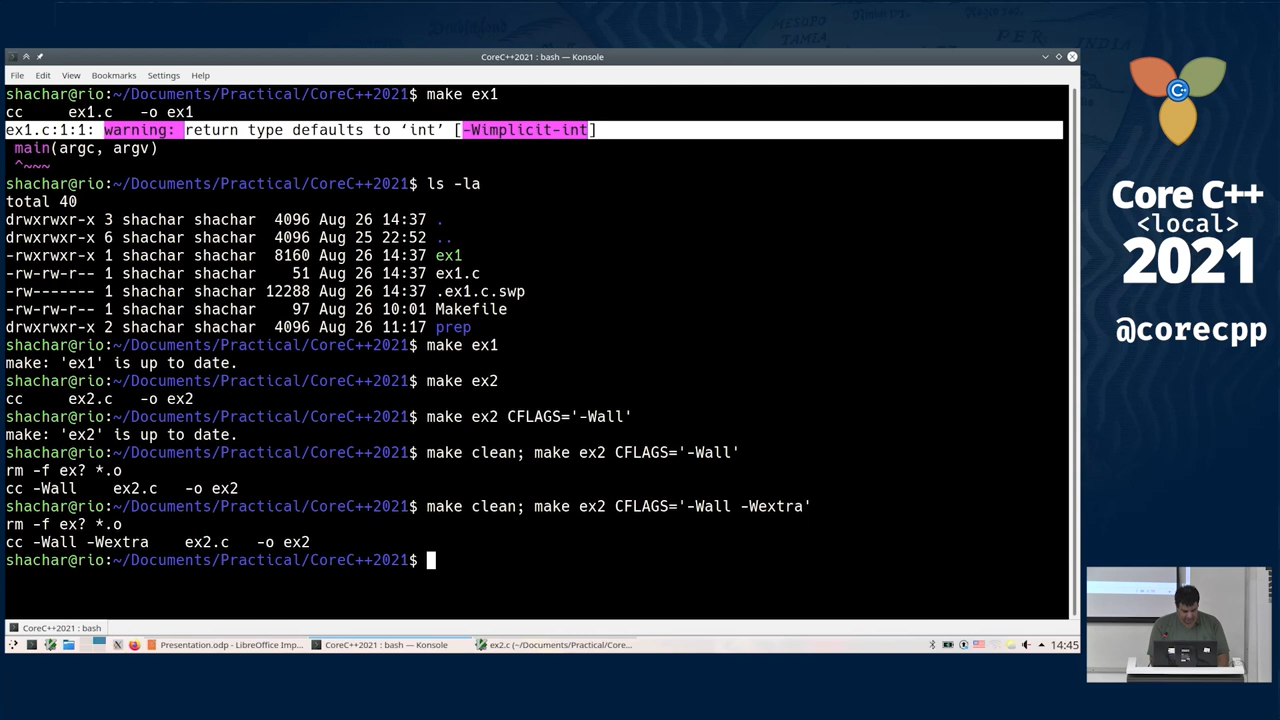 MESOPO
TAMIA
PER
INDIA
CoreC++2021 : bash — Konsole
File Edit View Bookmarks Settings Help
shachar@rio:~/Documents/Practical/CoreC++2021$ make ex1
cc     ex1.c   -o ex1
ex1.c:1:1: warning: return type defaults to ‘int’ [-Wimplicit-int]
 main(argc, argv)
 ^~~~
shachar@rio:~/Documents/Practical/CoreC++2021$ ls -la
total 40
drwxrwxr-x 3 shachar shachar  4096 Aug 26 14:37 .
drwxrwxr-x 6 shachar shachar  4096 Aug 25 22:52 ..
-rwxrwxr-x 1 shachar shachar  8160 Aug 26 14:37 ex1
-rw-rw-r-- 1 shachar shachar    51 Aug 26 14:37 ex1.c
-rw------- 1 shachar shachar 12288 Aug 26 14:37 .ex1.c.swp
-rw-rw-r-- 1 shachar shachar    97 Aug 26 10:01 Makefile
drwxrwxr-x 2 shachar shachar  4096 Aug 26 11:17 prep
shachar@rio:~/Documents/Practical/CoreC++2021$ make ex1
make: 'ex1' is up to date.
shachar@rio:~/Documents/Practical/CoreC++2021$ make ex2
cc     ex2.c   -o ex2
shachar@rio:~/Documents/Practical/CoreC++2021$ make ex2 CFLAGS='-Wall'
make: 'ex2' is up to date.
shachar@rio:~/Documents/Practical/CoreC++2021$ make clean; make ex2 CFLAGS='-Wall'
rm -f ex? *.o
cc -Wall    ex2.c   -o ex2
shachar@rio:~/Documents/Practical/CoreC++2021$ make clean; make ex2 CFLAGS='-Wall -Wextra'
rm -f ex? *.o
cc -Wall -Wextra    ex2.c   -o ex2
shachar@rio:~/Documents/Practical/CoreC++2021$
CoreC++2021 : bash
Presentation.odp - LibreOffice Imp...
CoreC++2021 : bash — Konsole
ex2.c (~/Documents/Practical/Core...
14:45
C++
Core C++
<local>
2021
@corecpp